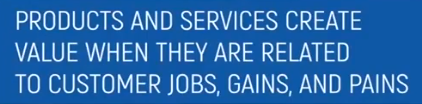 PRODUCTS AND SERVICES CREATE
VALUE WHEN THEY ARE RELATED
TO CUSTOMER JOBS, GAINS, AND PAINS